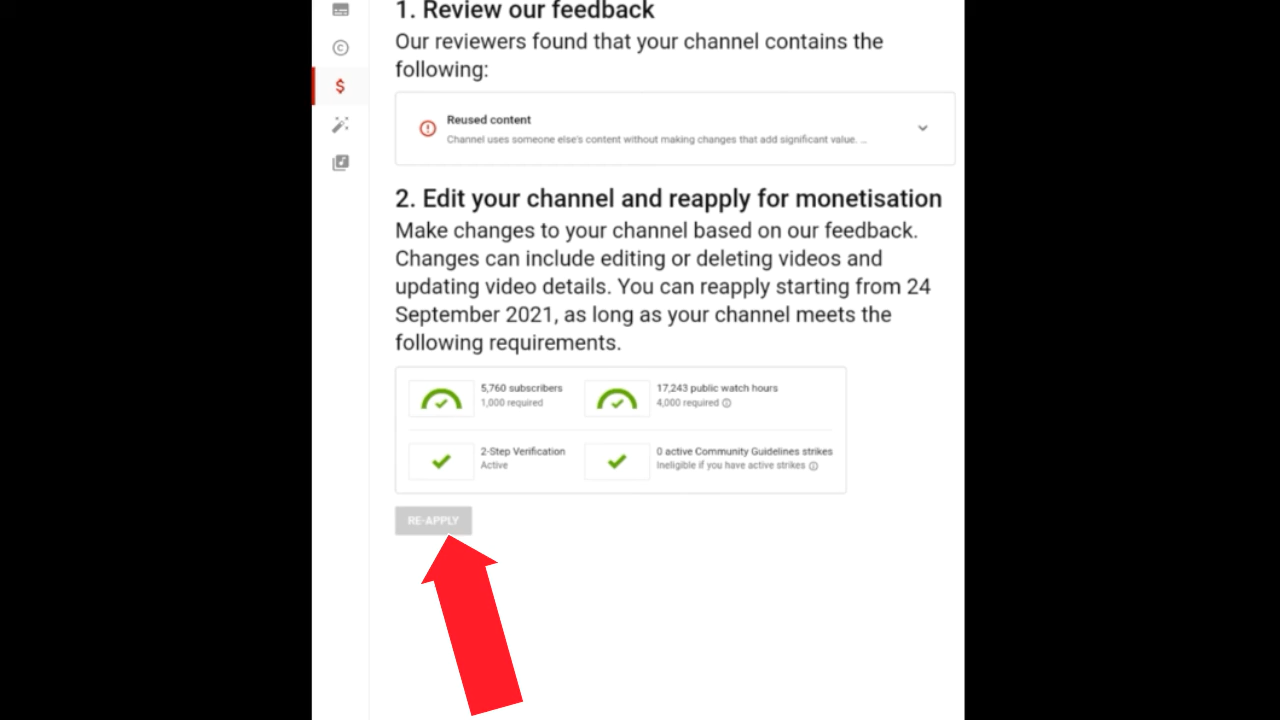 1. Review our feedback
Our reviewers found that your channel contains the
following:
Reused content
Channel uses someone else's content without making changes that add significant value. ...
2. Edit your channel and reapply for monetisation
Make changes to your channel based on our feedback.
Changes can include editing or deleting videos and
updating video details. You can reapply starting from 24
September 2021, as long as your channel meets the
following requirements.
5,760 subscribers
1,000 required
17,243 public watch hours
4,000 required
2-Step Verification
Active
0 active Community Guidelines strikes
Ineligible if you have active strikes
RE-APPLY